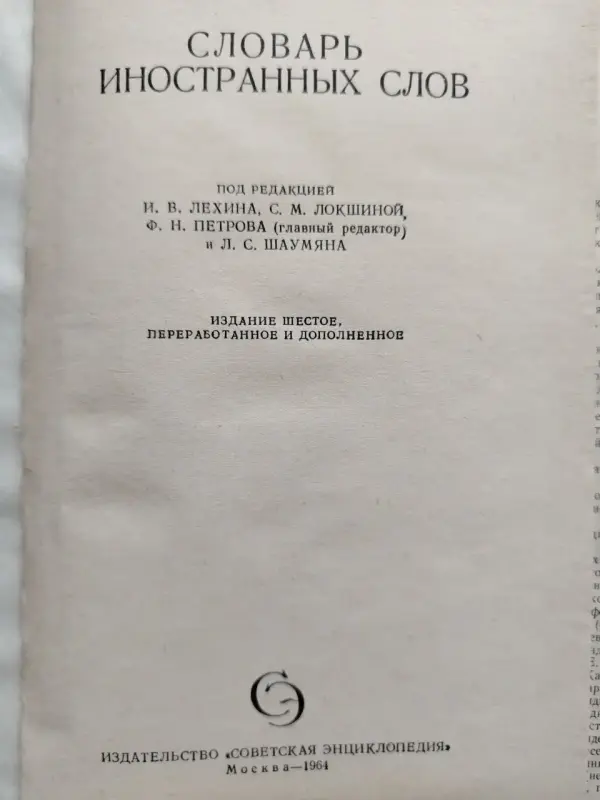 СЛОВАРЬ
ИНОСТРАННЫХ СЛОВ
ПОД РЕДАКЦИЕЙ
И. В. ЛЕХИНА, С. М. ЛОКШИНОЙ,
Ф. Н. ПЕТРОВА (главный редактор)
и Л. С. ШАУМЯНА
ИЗДАНИЕ ШЕСТОЕ,
ПЕРЕРАБОТАННОЕ И ДОПОЛНЕННОЕ
СЭ
ИЗДАТЕЛЬСТВО «СОВЕТСКАЯ ЭНЦИКЛОПЕДИЯ»
Москва—1964